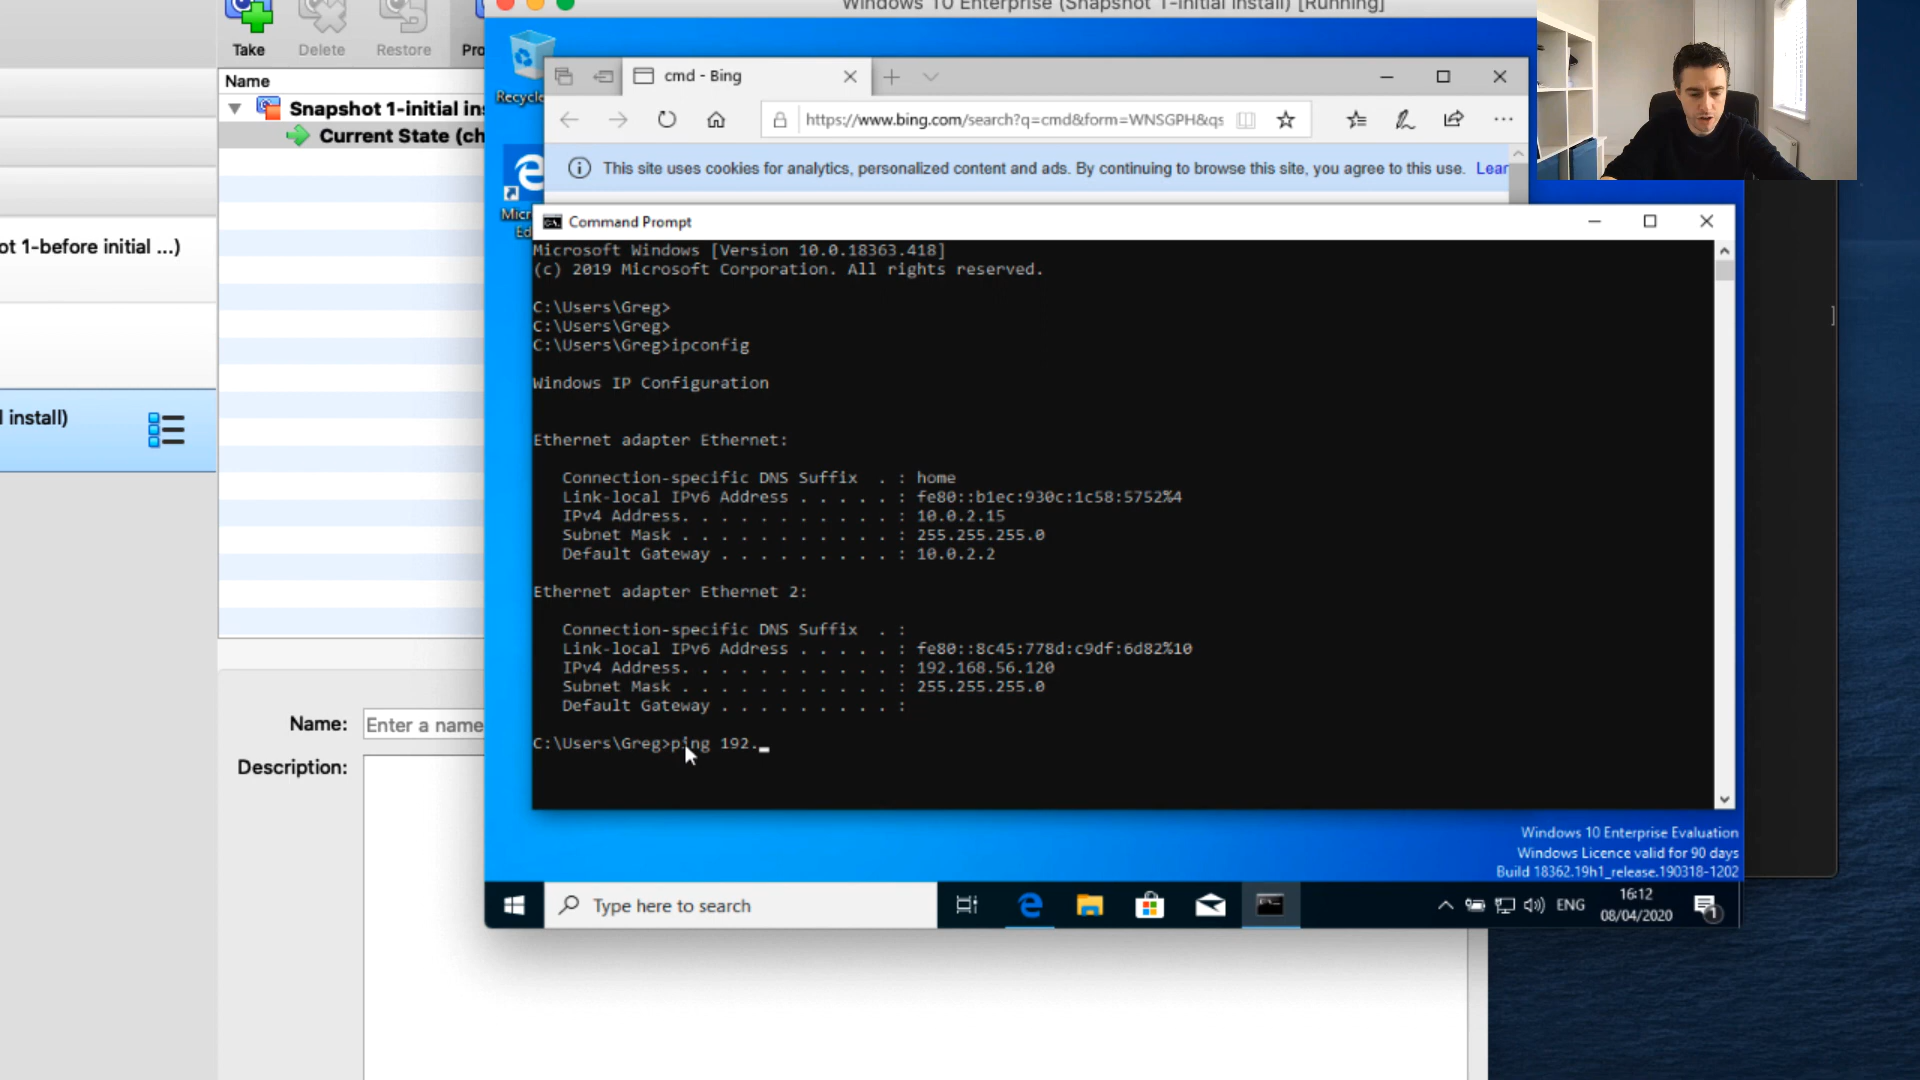 Windows 10 Enterprise (Snapshot 1-initial install) [Running]
Take
Delete
Restore
Pro
Name
Snapshot 1-initial ins
Current State (ch
ot 1-before initial ...)
l install)
Name:
Enter a name
Description:
Recycle
Micr
Ed
cmd - Bing
https://www.bing.com/search?q=cmd&form=WNSGPH&qs
This site uses cookies for analytics, personalized content and ads. By continuing to browse this site, you agree to this use. Lear
Command Prompt
Microsoft Windows [Version 10.0.18363.418]
(c) 2019 Microsoft Corporation. All rights reserved.
C:\Users\Greg>
C:\Users\Greg>
C:\Users\Greg>ipconfig
Windows IP Configuration
Ethernet adapter Ethernet:
Connection-specific DNS Suffix . : home
Link-local IPv6 Address . . . . . : fe80::b1ec:930c:1c58:5752%4
IPv4 Address. . . . . . . . . . . : 10.0.2.15
Subnet Mask . . . . . . . . . . . : 255.255.255.0
Default Gateway . . . . . . . . . : 10.0.2.2
Ethernet adapter Ethernet 2:
Connection-specific DNS Suffix . :
Link-local IPv6 Address . . . . . : fe80::8c45:778d:c9df:6d82%10
IPv4 Address. . . . . . . . . . . : 192.168.56.120
Subnet Mask . . . . . . . . . . . : 255.255.255.0
Default Gateway . . . . . . . . . :
C:\Users\Greg>ping 192._
]
Windows 10 Enterprise Evaluation
Windows Licence valid for 90 days
Build 18362.19h1_release.190318-1202
Type here to search
ENG
16:12
08/04/2020
1